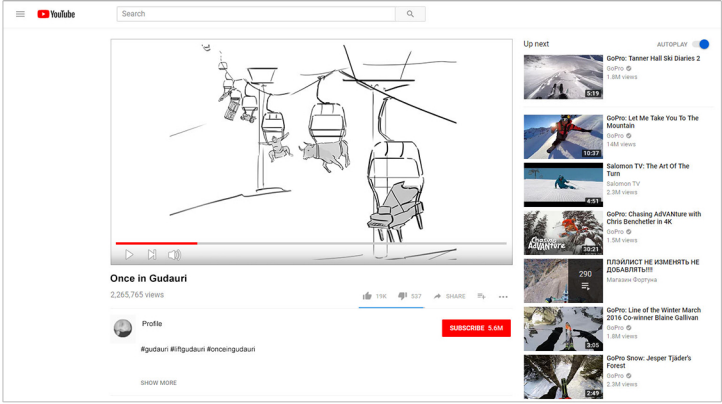 YouTube
Search
Once in Gudauri
2,265,765 views
19K
537
SHARE
Profile
SUBSCRIBE 5.6M
#gudauri #liftgudauri #onceingudauri
SHOW MORE
Up next
AUTOPLAY
GoPro: Tanner Hall Ski Diaries 2
GoPro
1.8M views
5:19
GoPro: Let Me Take You To The
Mountain
GoPro
14M views
10:37
Salomon TV: The Art Of The
Turn
Salomon TV
2.3M views
4:51
GoPro: Chasing AdVANture with
Chris Benchetler in 4K
GoPro
1.5M views
Chasing
AdVANture
30:21
ПЛЭЙЛИСТ НЕ ИЗМЕНЯТЬ НЕ
ДОБАВЛЯТЬ!!!!
Магазин Фортуна
290
GoPro: Line of the Winter March
2016 Co-winner Blaine Gallivan
GoPro
1.8M views
3:05
GoPro Snow: Jesper Tjäder's
Forest
GoPro
2.3M views
2:49